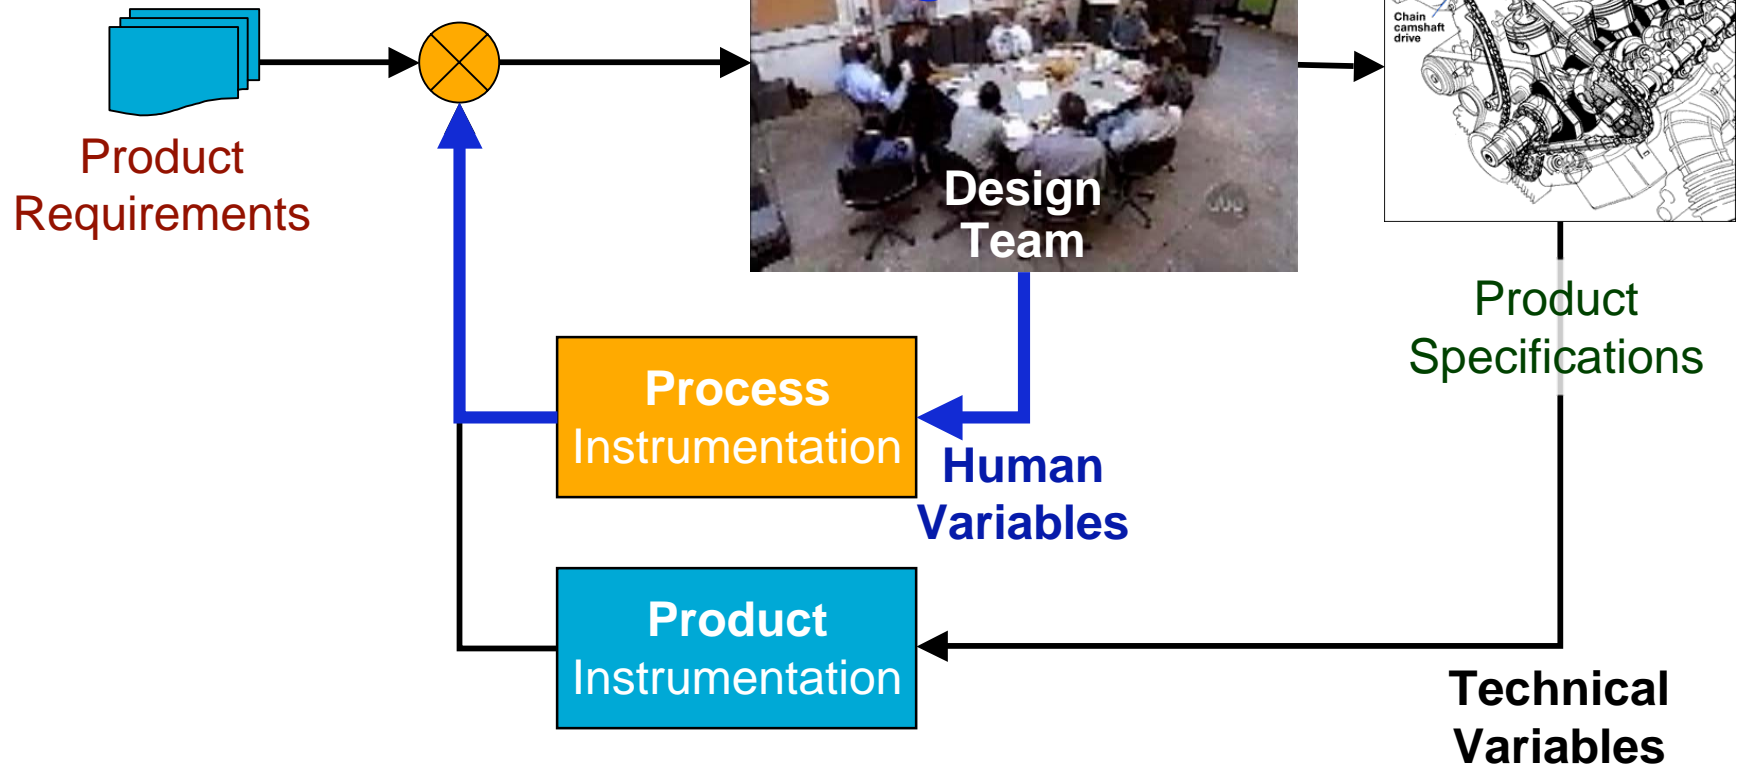 Chain
camshaft
drive
Product
Requirements
Design
Team
Product
Specifications
Process
Instrumentation
Human
Variables
Product
Instrumentation
Technical
Variables